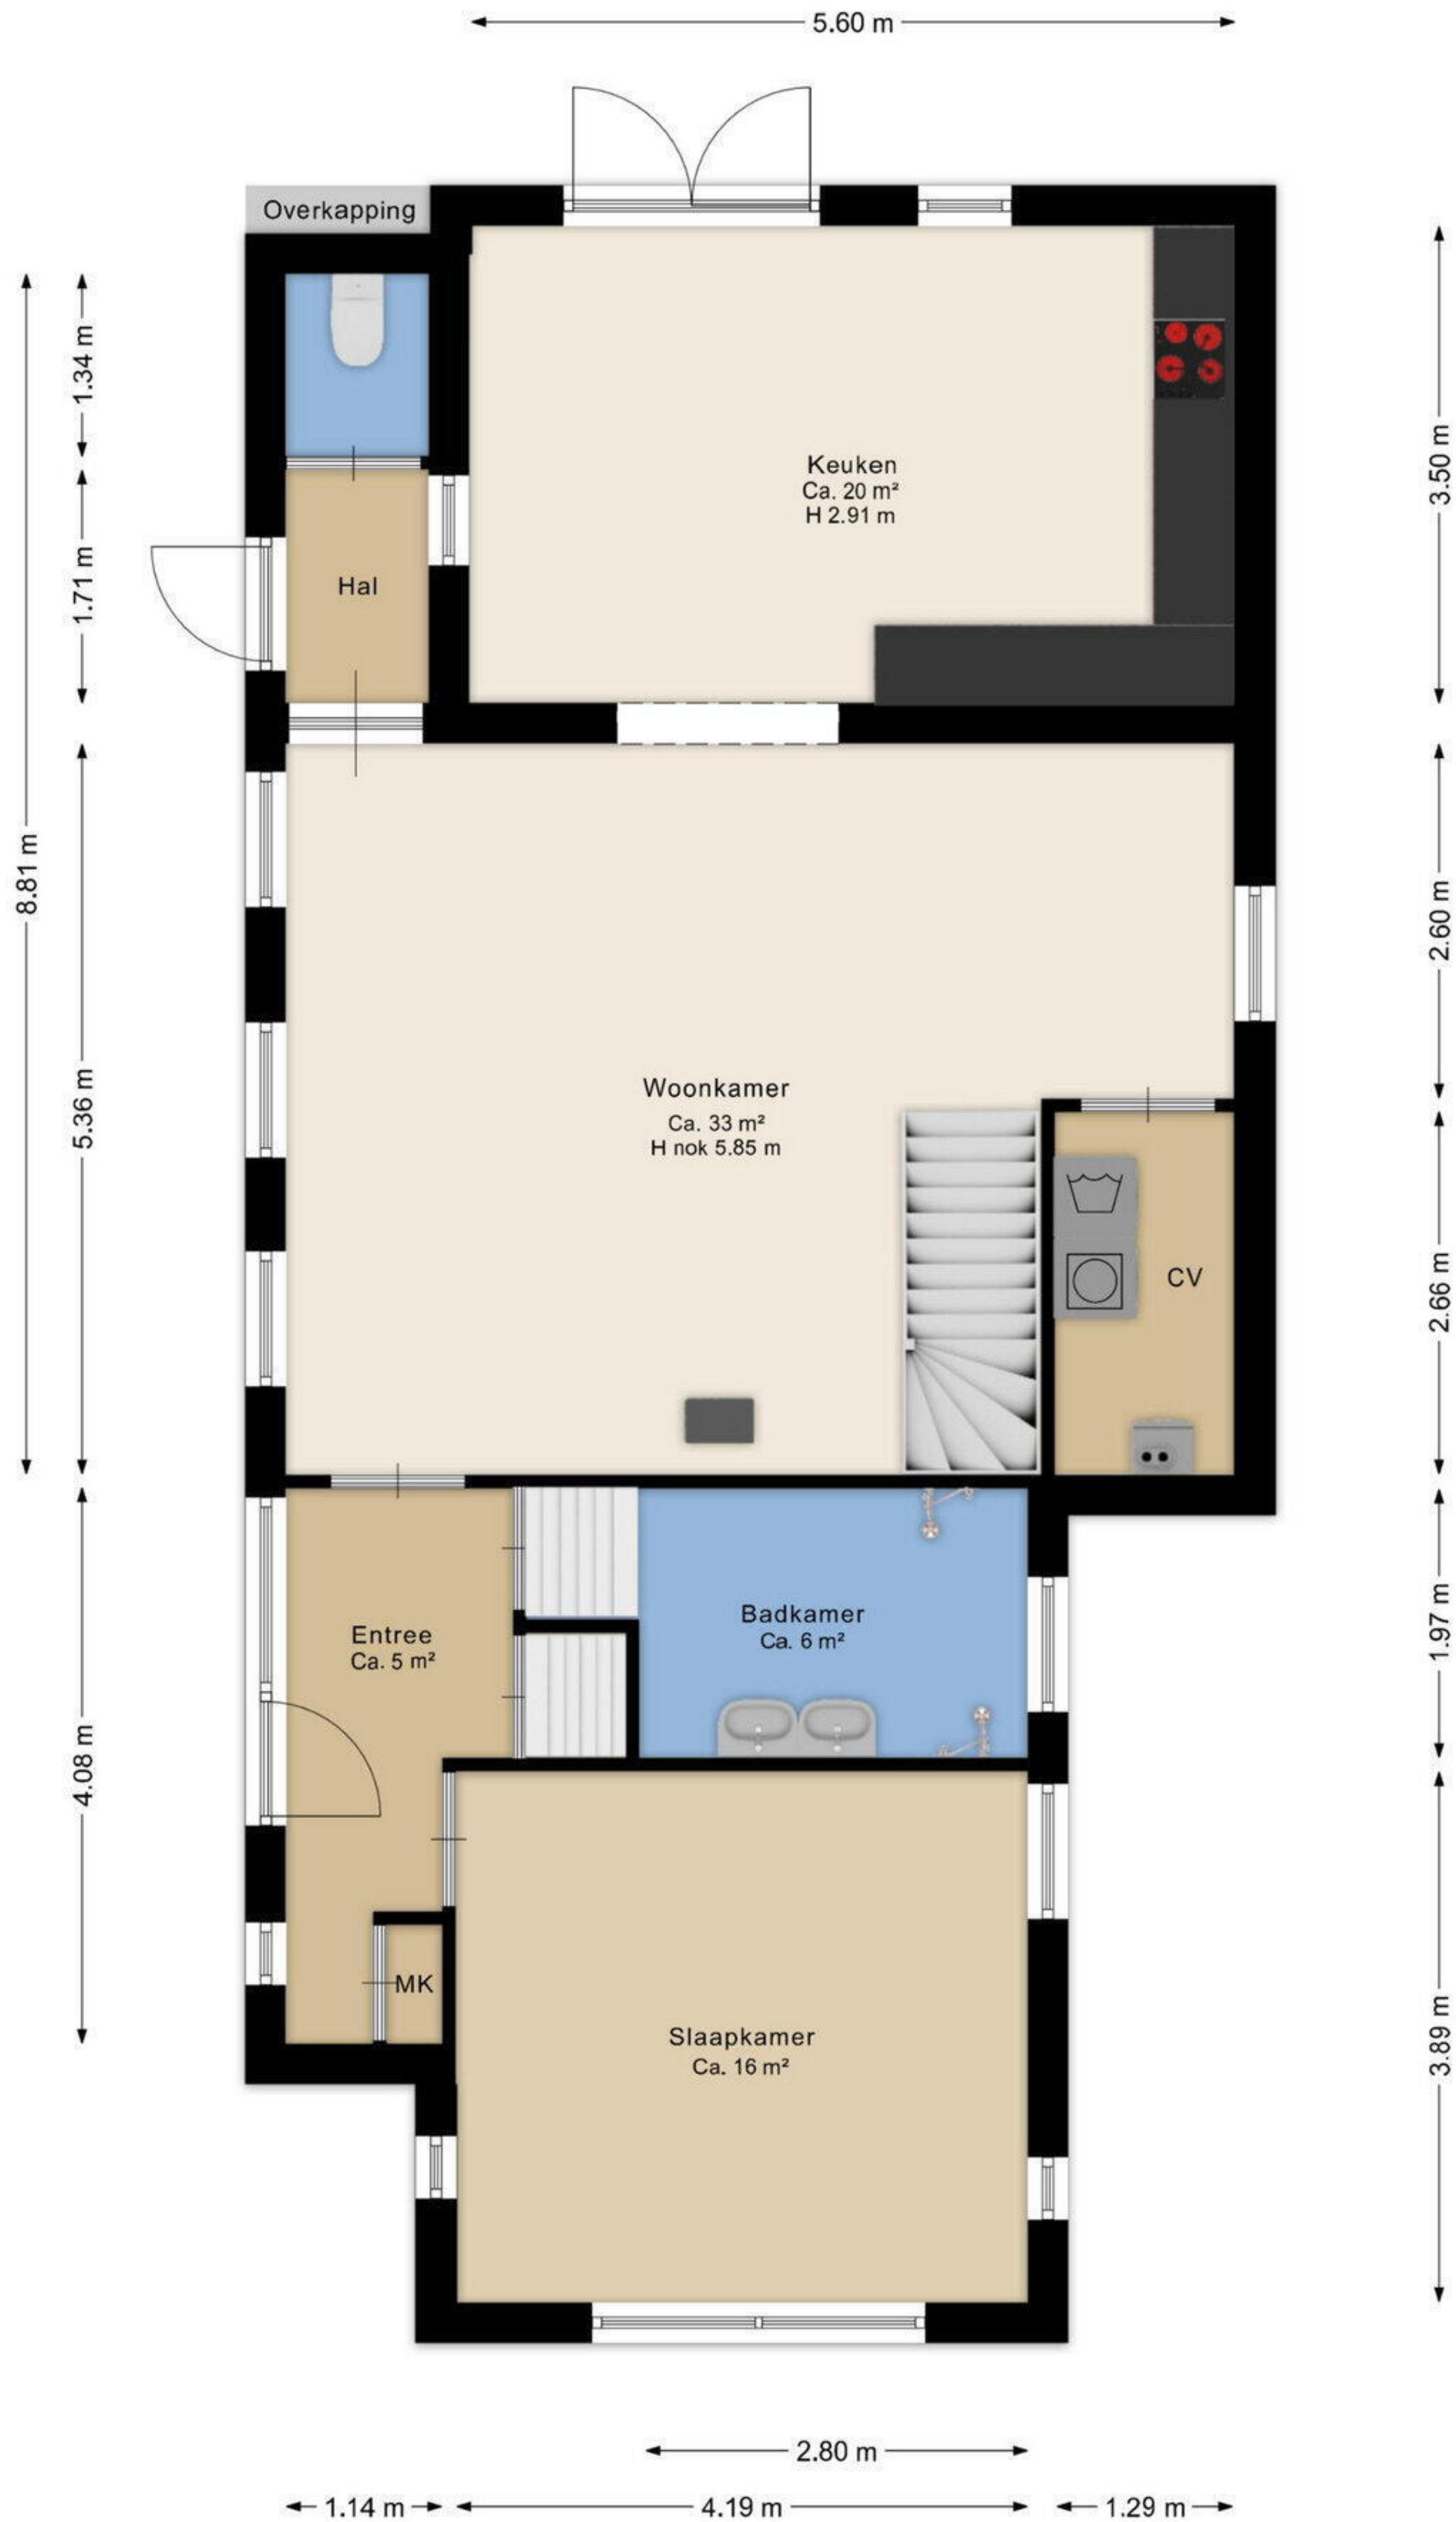 5.60 m
Overkapping
1.34 m
1.71 m
Hal
Keuken
Ca. 20 m²
H 2.91 m
3.50 m
8.81 m
5.36 m
Woonkamer
Ca. 33 m²
H nok 5.85 m
2.60 m
CV
2.66 m
Entree
Ca. 5 m²
Badkamer
Ca. 6 m²
1.97 m
4.08 m
MK
Slaapkamer
Ca. 16 m²
3.89 m
2.80 m
1.14 m
4.19 m
1.29 m